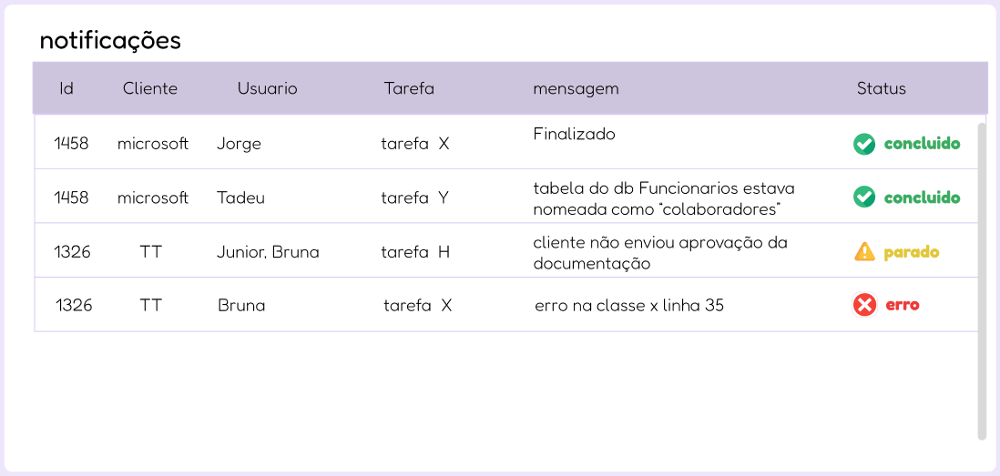 notificações
Id Cliente Usuario Tarefa mensagem Status
1458 microsoft Jorge tarefa X Finalizado concluido
1458 microsoft Tadeu tarefa Y tabela do db Funcionarios estava
nomeada como "colaboradores" concluido
1326 TT Junior, Bruna tarefa H cliente não enviou aprovação da
documentação parado
1326 TT Bruna tarefa X erro na classe x linha 35 erro